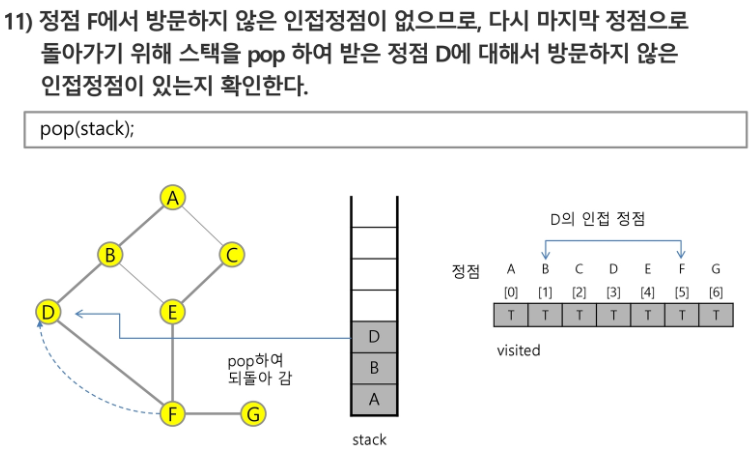 11) 정점 F에서 방문하지 않은 인접정점이 없으므로, 다시 마지막 정점으로
돌아가기 위해 스택을 pop 하여 받은 정점 D에 대해서 방문하지 않은
인접정점이 있는지 확인한다.
pop(stack);
A
B
C
D
E
F
G
pop하여
되돌아 감
D
B
A
stack
D의 인접 정점
정점 A B C D E F G
[0] [1] [2] [3] [4] [5] [6]
T T T T T T T
visited